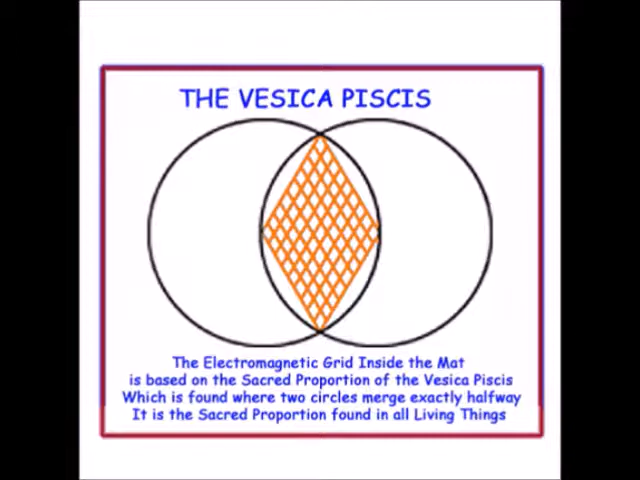 THE VESICA PISCIS
The Electromagnetic Grid Inside the Mat
is based on the Sacred Proportion of the Vesica Piscis
Which is found where two circles merge exactly halfway
It is the Sacred Proportion found in all Living Things